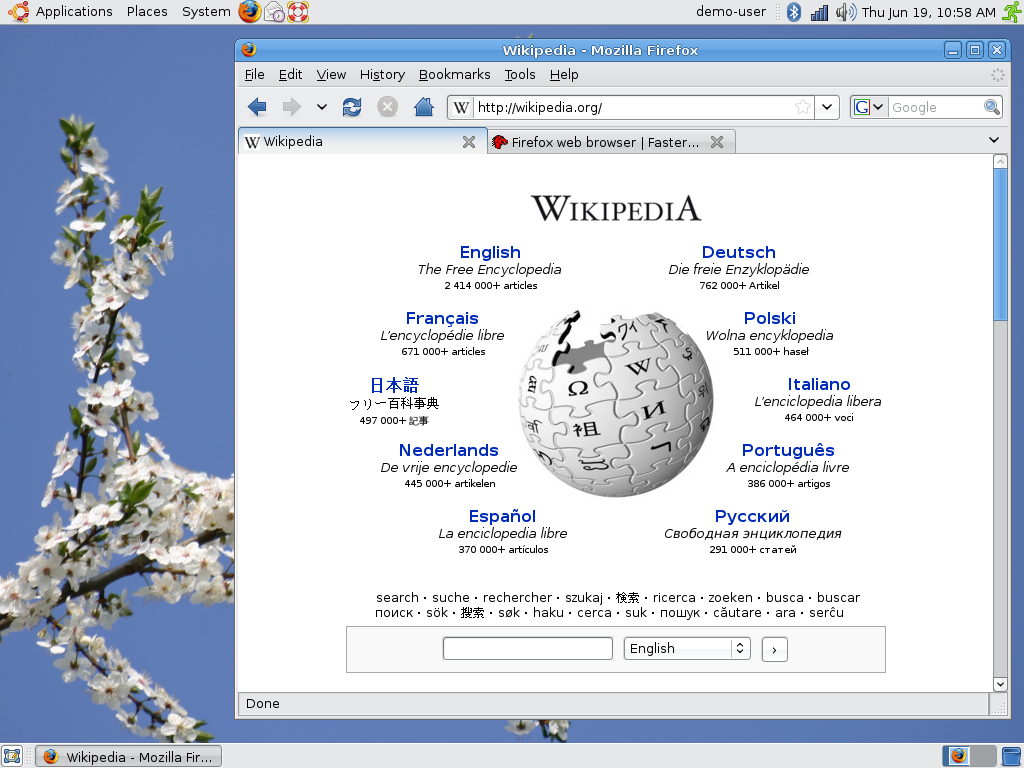 Applications Places System demo-user Thu Jun 19, 10:58 AM
Wikipedia - Mozilla Firefox
File Edit View History Bookmarks Tools Help
W http://wikipedia.org/ G Google
W Wikipedia Firefox web browser | Faster...
WIKIPEDIA
English Deutsch
The Free Encyclopedia Die freie Enzyklopädie
2 414 000+ articles 762 000+ Artikel
Français Polski
L'encyclopédie libre Wolna encyklopedia
671 000+ articles 511 000+ haseł
日本語 Italiano
フリー百科事典 L'enciclopedia libera
497 000+ 記事 464 000+ voci
Nederlands Português
De vrije encyclopedie A enciclopédia livre
445 000+ artikelen 386 000+ artigos
Español Русский
La enciclopedia libre Свободная энциклопедия
370 000+ artículos 291 000+ статей
Ω W И 祖
search · suche · rechercher · szukaj · 検索 · ricerca · zoeken · busca · buscar
поиск · sök · 搜索 · søk · haku · cerca · suk · пошук · căutare · ara · serĉu
English ›
Done
Wikipedia - Mozilla Fir...